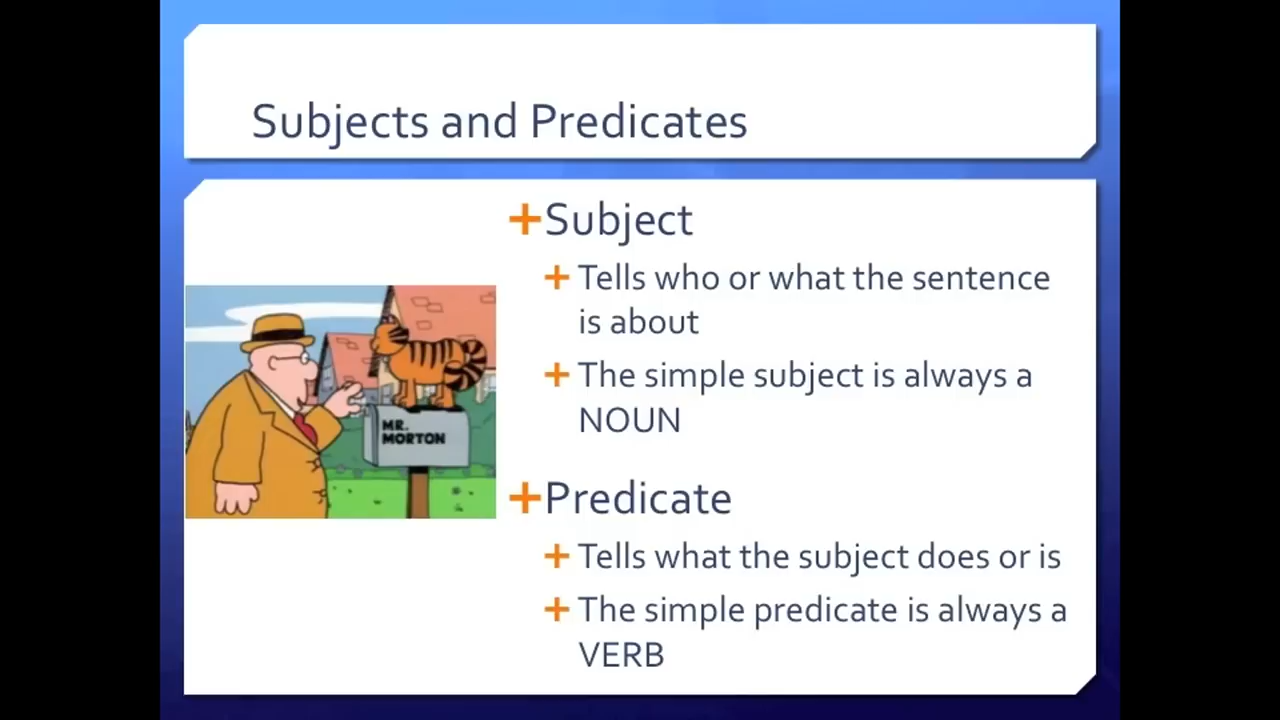 Subjects and Predicates
Subject
Tells who or what the sentence
is about
The simple subject is always a
NOUN
MR.
MORTON
Predicate
Tells what the subject does or is
The simple predicate is always a
VERB